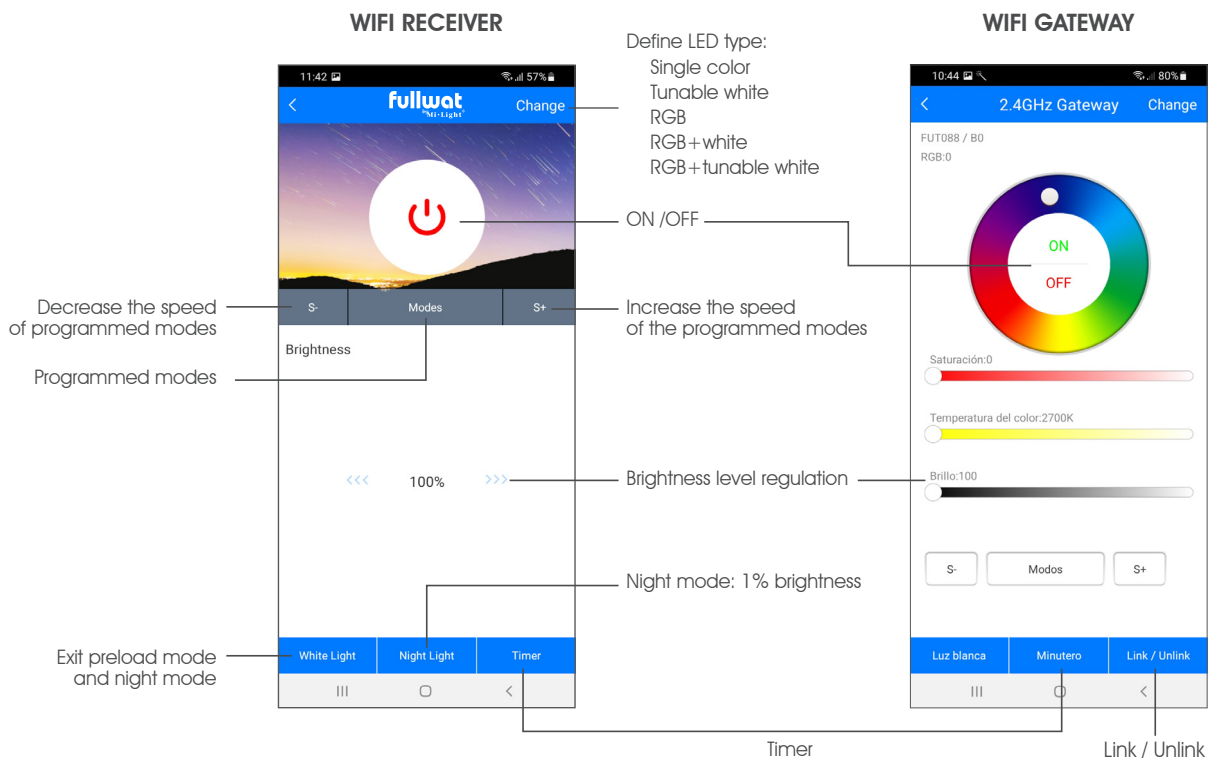 WIFI RECEIVER
WIFI GATEWAY
Define LED type:
Single color
Tunable white
RGB
RGB+white
RGB+tunable white
ON /OFF
Increase the speed
of the programmed modes
Brightness level regulation
Night mode: 1% brightness
Timer
Link / Unlink
Decrease the speed
of programmed modes
Programmed modes
Exit preload mode
and night mode
11:42
57%
fullwat
by Mi·Light
Change
S-
Modes
S+
Brightness
<<<
100%
>>>
White Light
Night Light
Timer
10:44
80%
2.4GHz Gateway
Change
FUT088 / B0
RGB:0
ON
OFF
Saturación:0
Temperatura del color:2700K
Brillo:100
S-
Modos
S+
Luz blanca
Minutero
Link / Unlink